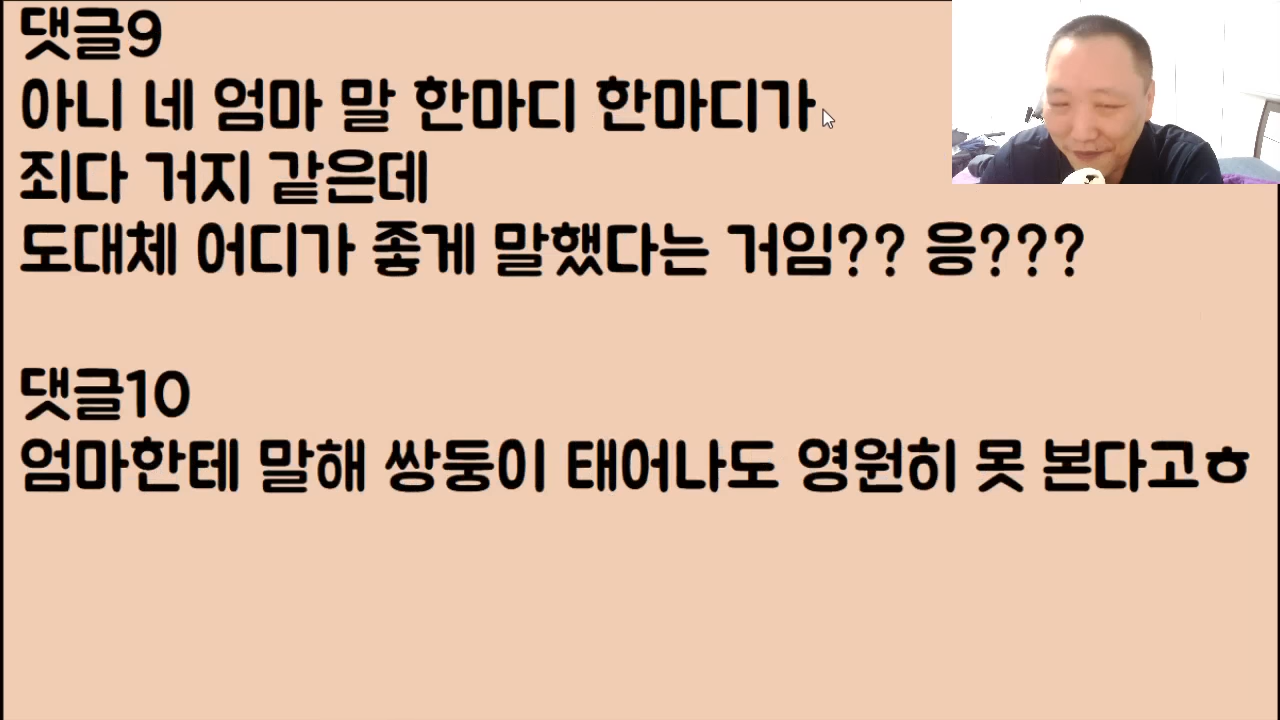 댓글9
아니 네 엄마 말 한마디 한마디가
죄다 거지 같은데
도대체 어디가 좋게 말했다는 거임?? 응???
댓글10
엄마한테 말해 쌍둥이 태어나도 영원히 못 본다고ㅎ